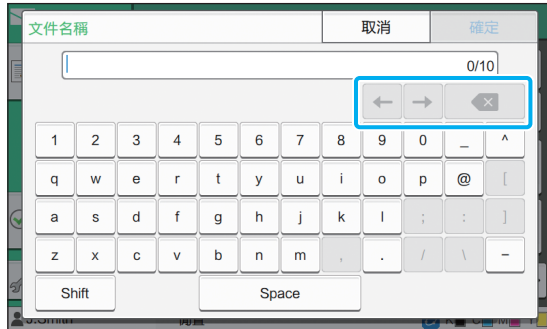 文件名稱 取消 確定
0/10
← →
1 2 3 4 5 6 7 8 9 0 _ ^
q w e r t y u i o p @ [
a s d f g h j k l ; : ]
z x c v b n m , . / \ -
Shift Space